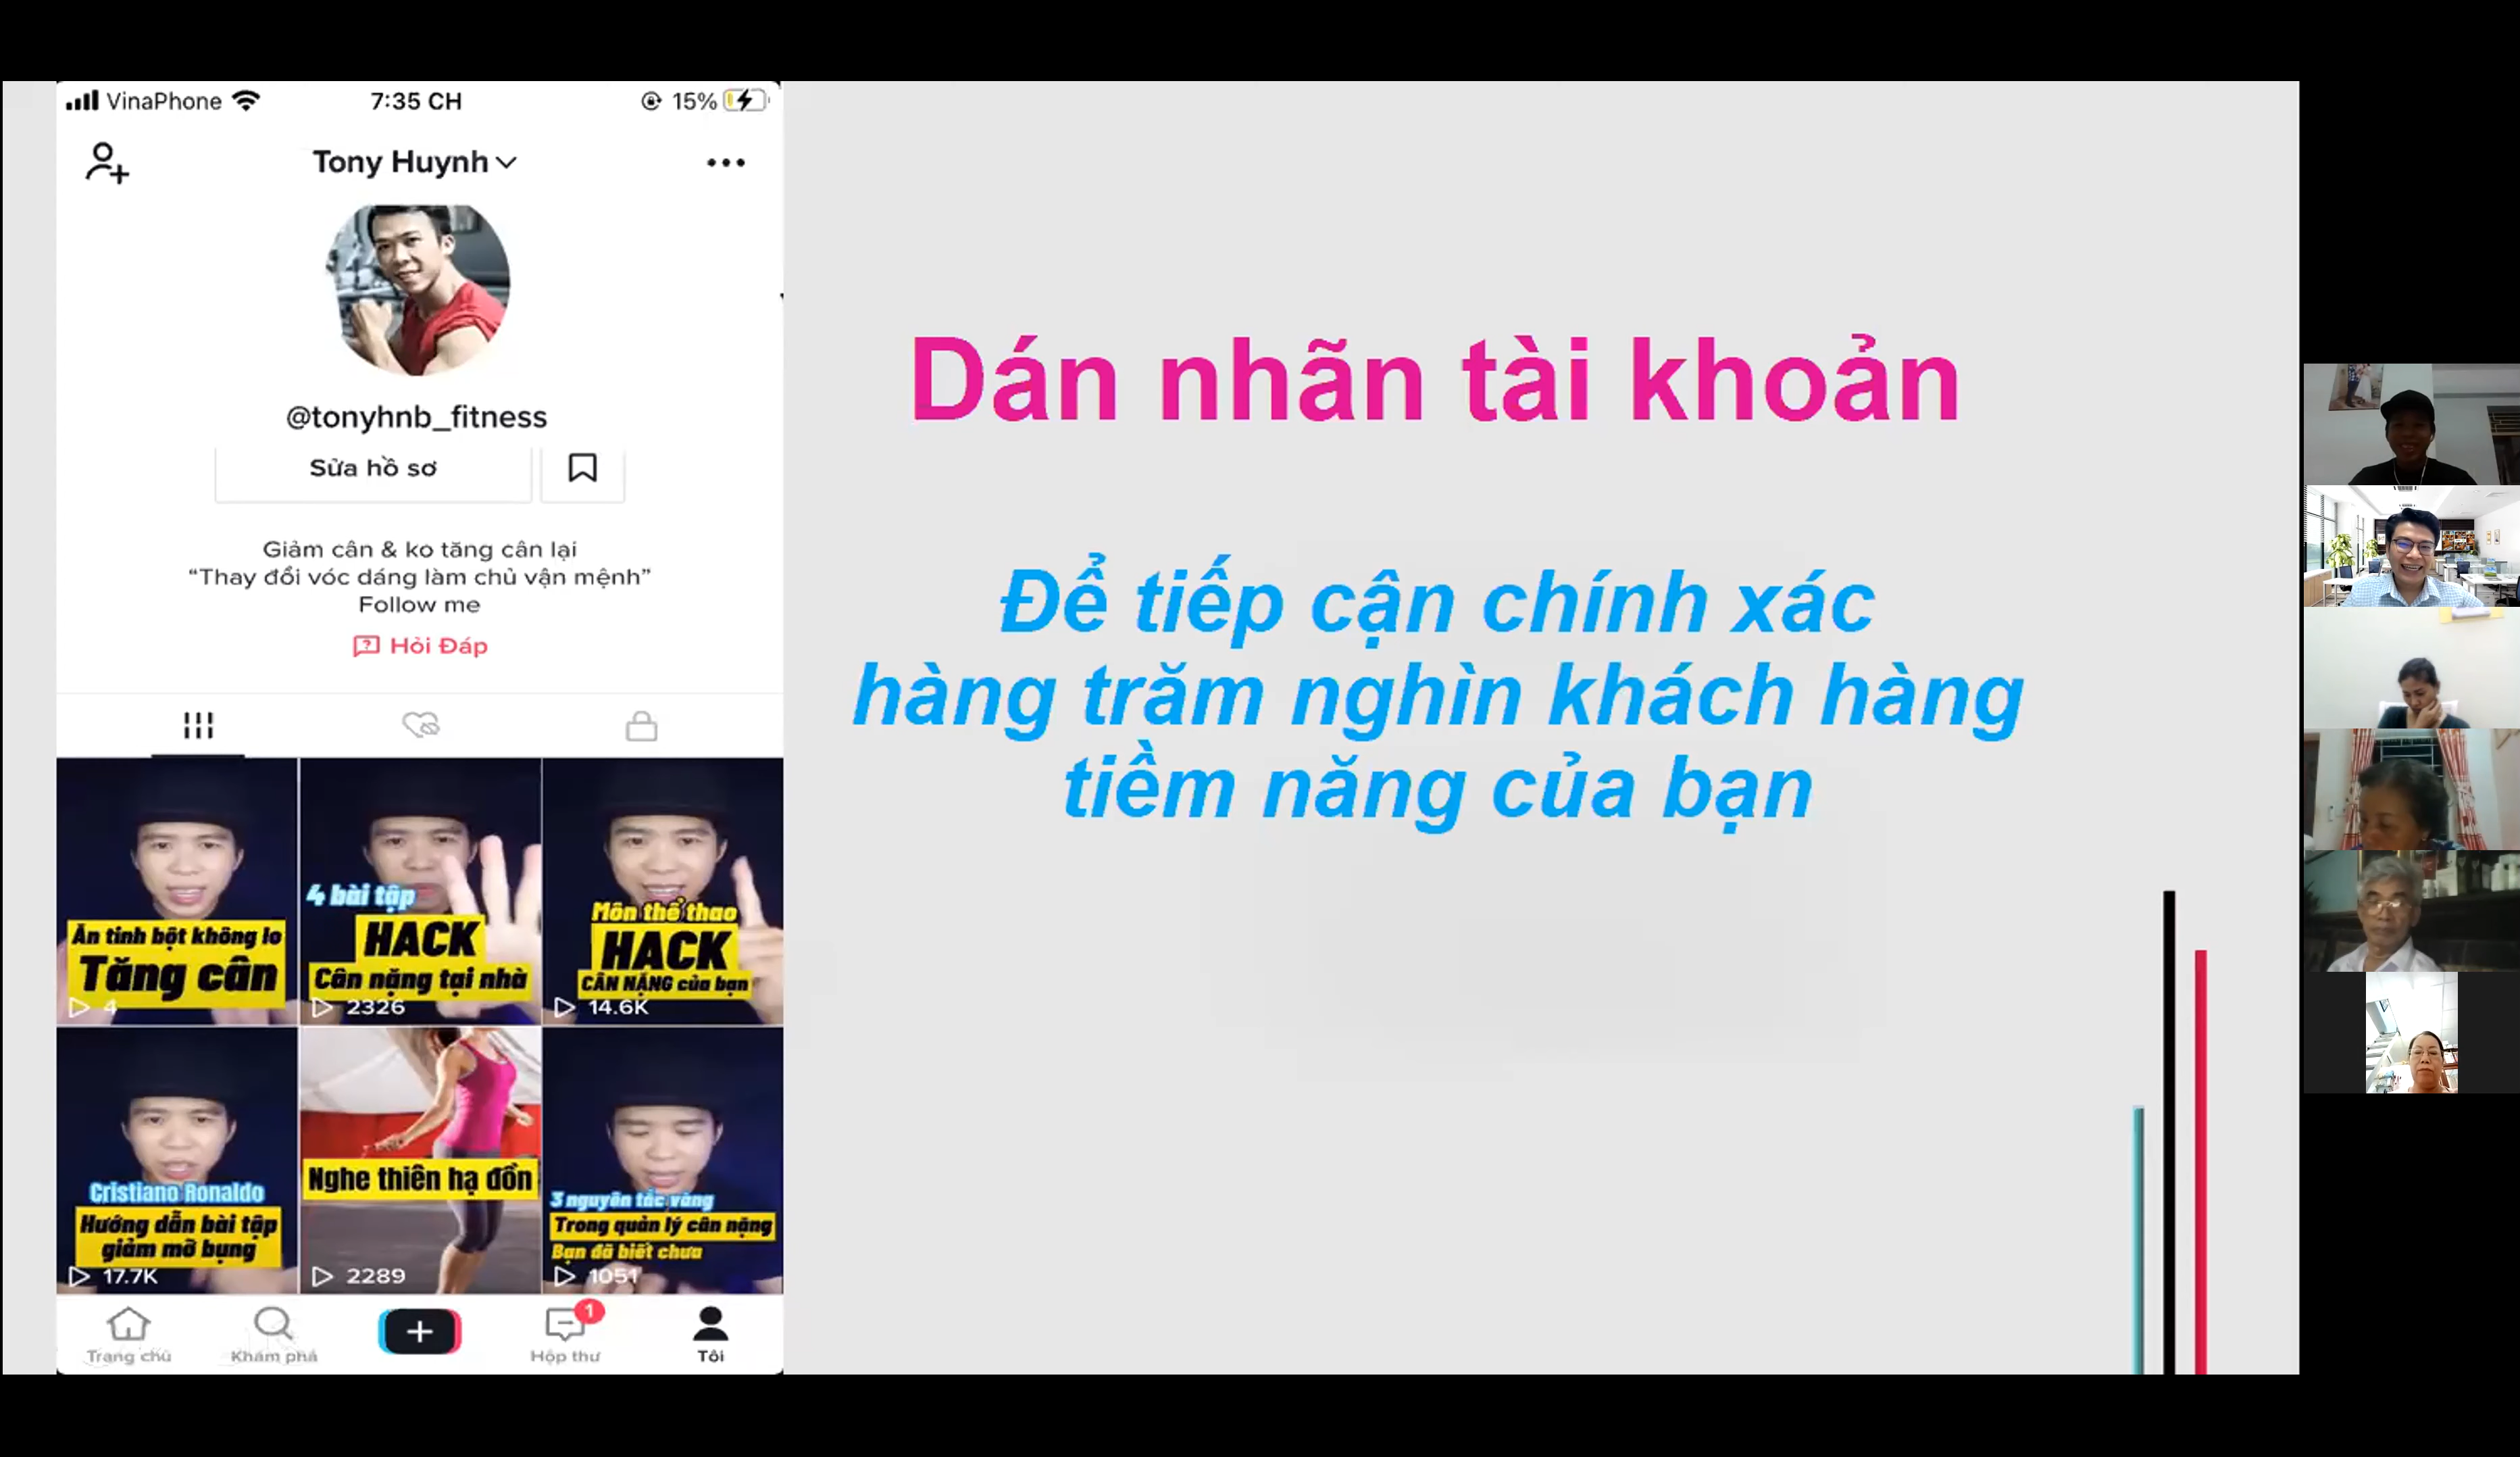 VinaPhone 7:35 CH 15%
Tony Huynh
@tonyhnb_fitness
Sửa hồ sơ
Giảm cân & ko tăng cân lại
“Thay đổi vóc dáng làm chủ vận mệnh”
Follow me
Hỏi Đáp
Ăn tinh bột không lo
Tăng cân
4
4 bài tập
HACK
Cân nặng tại nhà
2326
Môn thể thao
HACK
CÂN NẶNG của bạn
14.6K
Cristiano Ronaldo
Hướng dẫn bài tập
giảm mỡ bụng
17.7K
Nghe thiên hạ đồn
2289
3 nguyên tắc vàng
Trong quản lý cân nặng
Bạn đã biết chưa
1051
Trang chủ
Khám phá
1
Hộp thư
Tôi
Dán nhãn tài khoản
Để tiếp cận chính xác
hàng trăm nghìn khách hàng
tiềm năng của bạn